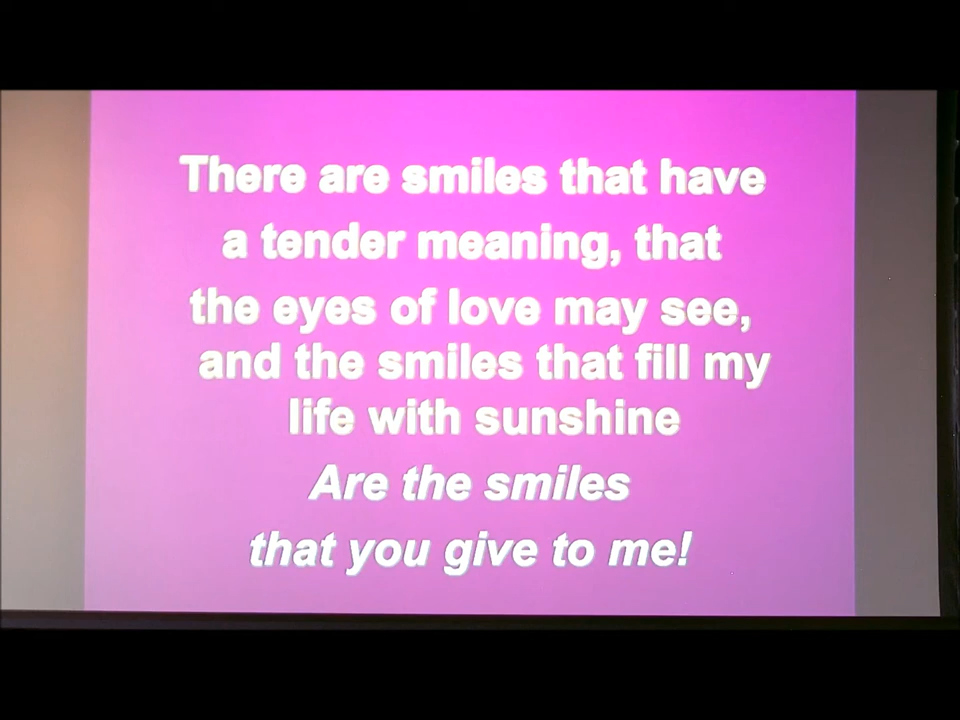 There are smiles that have
a tender meaning, that
the eyes of love may see,
and the smiles that fill my
life with sunshine
Are the smiles
that you give to me!